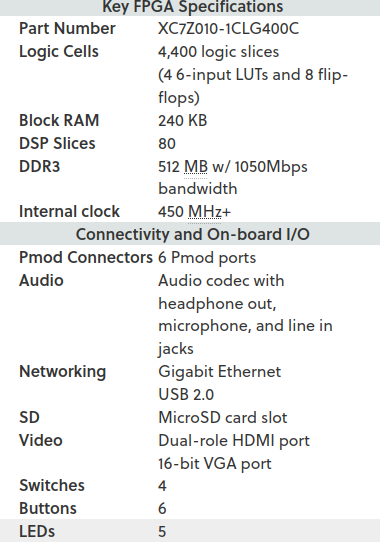 Key FPGA Specifications
Part Number XC7Z010-1CLG400C
Logic Cells 4,400 logic slices
(4 6-input LUTs and 8 flip-
flops)
Block RAM 240 KB
DSP Slices 80
DDR3 512 MB w/ 1050Mbps
bandwidth
Internal clock 450 MHz+
Connectivity and On-board I/O
Pmod Connectors 6 Pmod ports
Audio Audio codec with
headphone out,
microphone, and line in
jacks
Networking Gigabit Ethernet
USB 2.0
SD MicroSD card slot
Video Dual-role HDMI port
16-bit VGA port
Switches 4
Buttons 6
LEDs 5